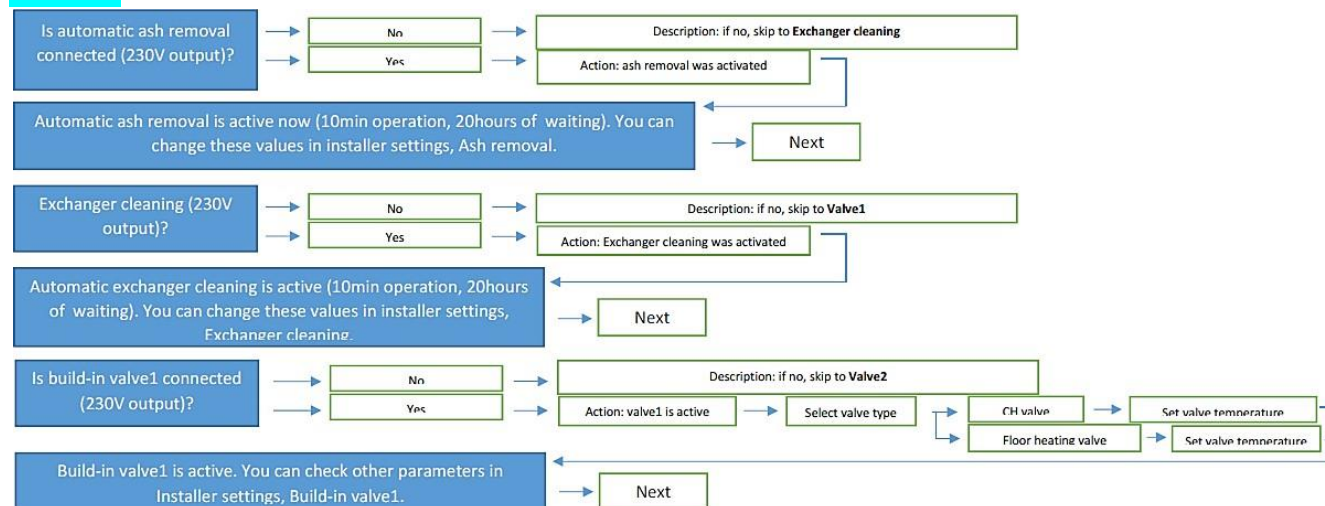 Is automatic ash removal
connected (230V output)?
No
Description: if no, skip to Exchanger cleaning
Yes
Action: ash removal was activated
Automatic ash removal is active now (10min operation, 20hours of waiting). You can
change these values in installer settings, Ash removal.
Next
Exchanger cleaning (230V
output)?
No
Description: if no, skip to Valve1
Yes
Action: Exchanger cleaning was activated
Automatic exchanger cleaning is active (10min operation, 20hours
of waiting). You can change these values in installer settings,
Exchanger cleaning.
Next
Is build-in valve1 connected
(230V output)?
No
Description: if no, skip to Valve2
Yes
Action: valve1 is active
Select valve type
CH valve
Set valve temperature
Floor heating valve
Set valve temperature
Build-in valve1 is active. You can check other parameters in
Installer settings, Build-in valve1.
Next